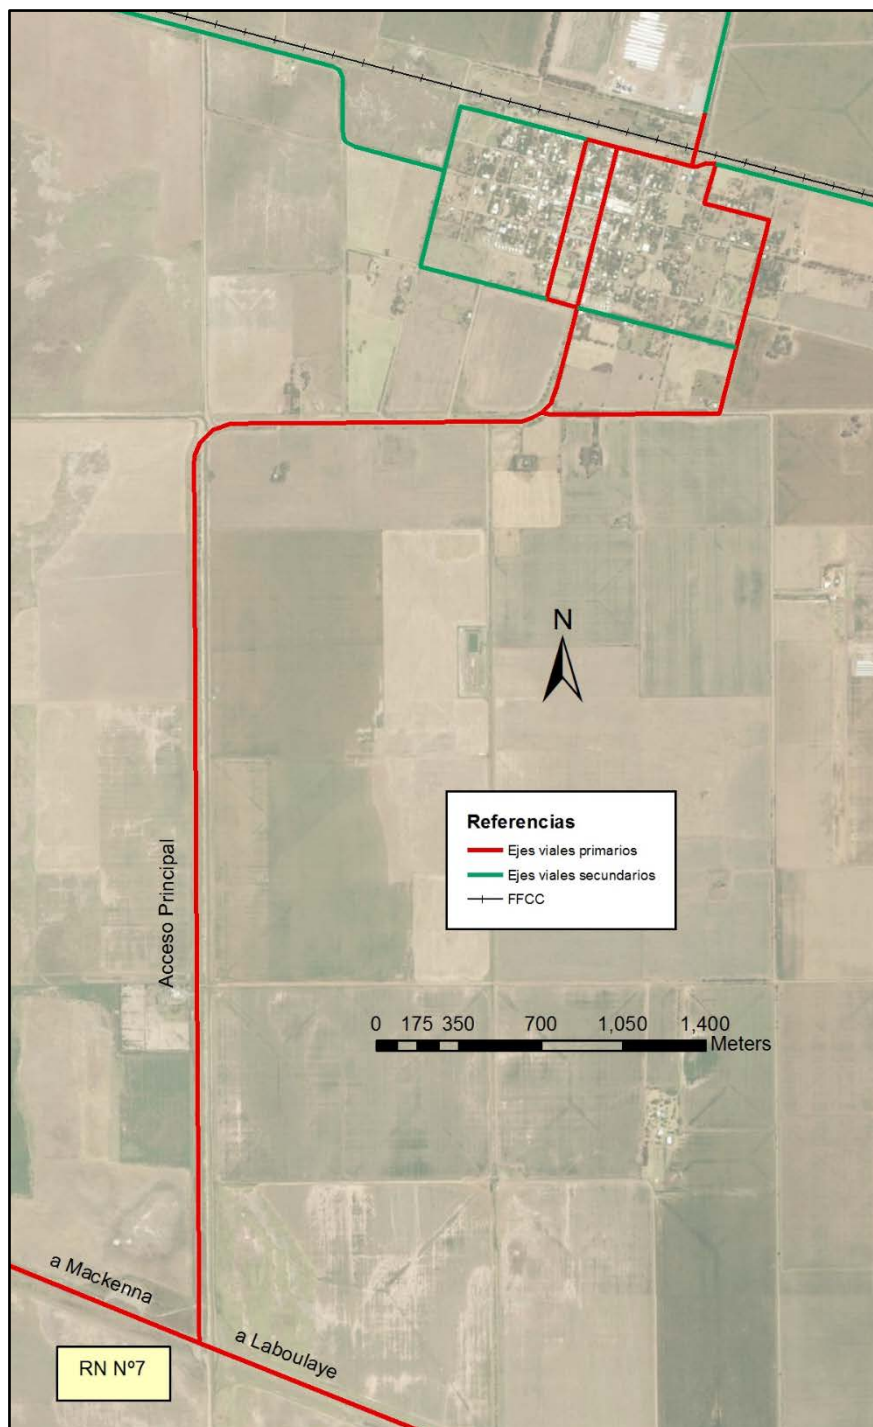 N
Referencias
Ejes viales primarios
Ejes viales secundarios
FFCC
Acceso Principal
0 175 350 700 1,050 1,400
Meters
a Mackenna
a Laboulaye
RN Nº7